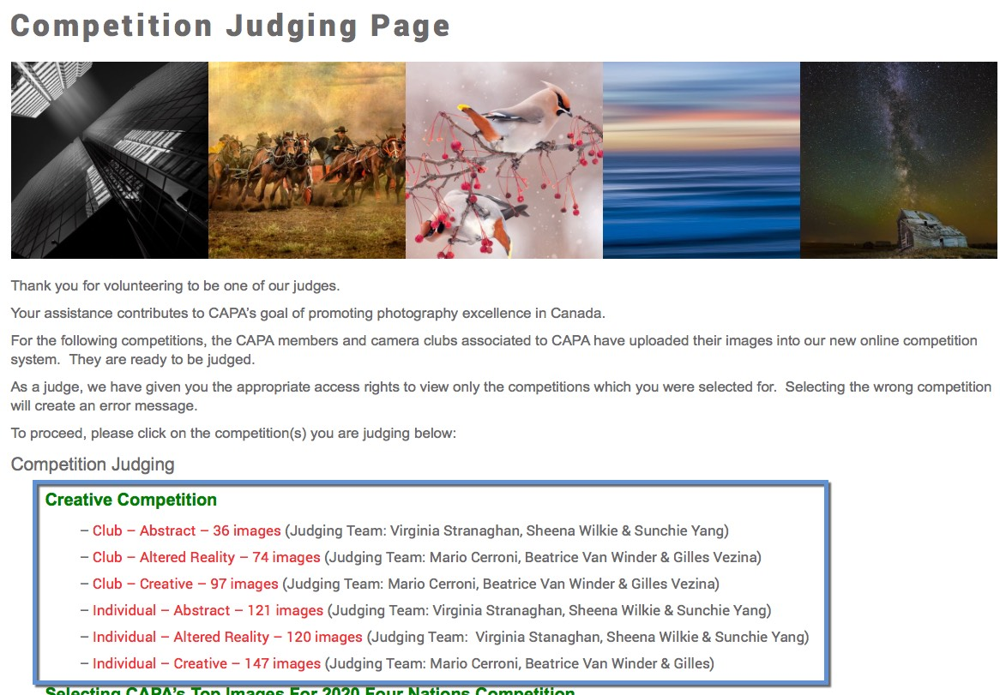 Competition Judging Page
Thank you for volunteering to be one of our judges.
Your assistance contributes to CAPA’s goal of promoting photography excellence in Canada.
For the following competitions, the CAPA members and camera clubs associated to CAPA have uploaded their images into our new online competition
system.  They are ready to be judged.
As a judge, we have given you the appropriate access rights to view only the competitions which you were selected for.  Selecting the wrong competition
will create an error message.
To proceed, please click on the competition(s) you are judging below:
Competition Judging
Creative Competition
– Club – Abstract – 36 images (Judging Team: Virginia Stranaghan, Sheena Wilkie & Sunchie Yang)
– Club – Altered Reality – 74 images (Judging Team: Mario Cerroni, Beatrice Van Winder & Gilles Vezina)
– Club – Creative – 97 images (Judging Team: Mario Cerroni, Beatrice Van Winder & Gilles Vezina)
– Individual – Abstract – 121 images (Judging Team: Virginia Stranaghan, Sheena Wilkie & Sunchie Yang)
– Individual – Altered Reality – 120 images (Judging Team:  Virginia Stanaghan, Sheena Wilkie & Sunchie Yang)
– Individual – Creative – 147 images (Judging Team: Mario Cerroni, Beatrice Van Winder & Gilles)
Selecting CAPA’s Top Images For 2020 Four Nations Competition